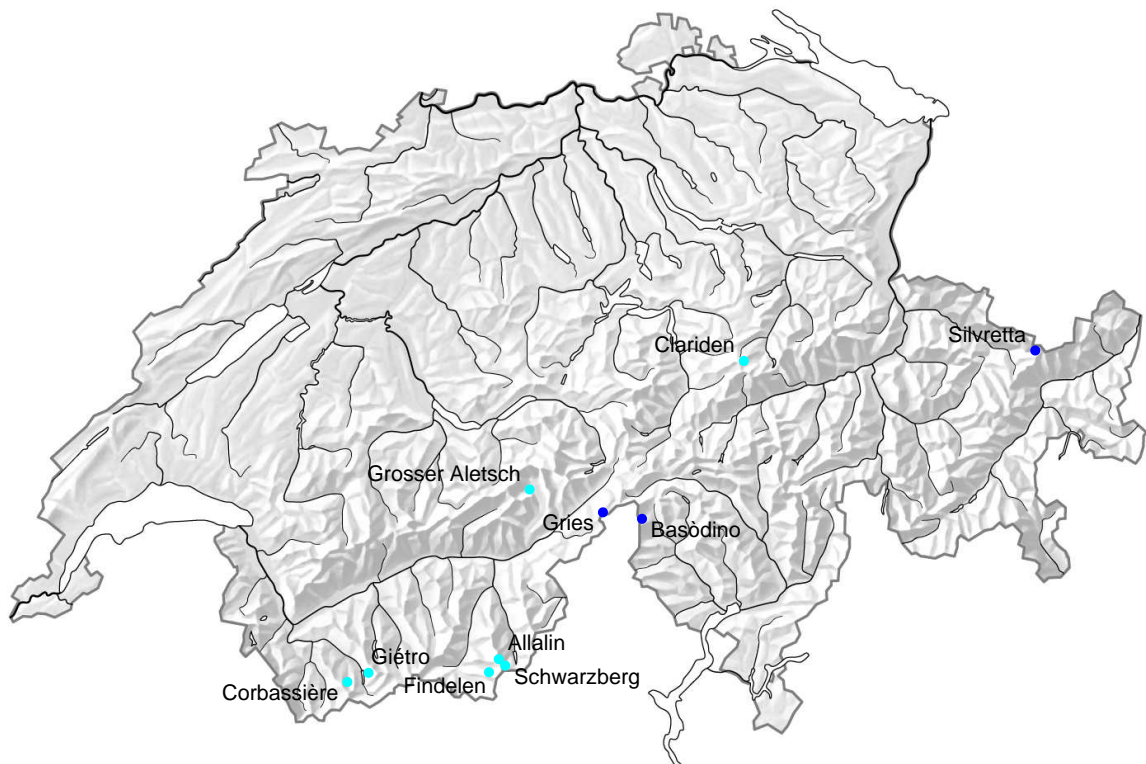 Clariden
Silvretta
Grosser Aletsch
Gries
Basòdino
Allalin
Giétro
Schwarzberg
Findelen
Corbassière